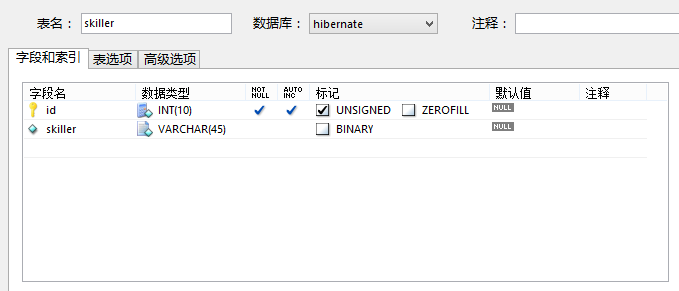 表名： skiller 数据库： hibernate 注释：
字段和索引 表选项 高级选项
字段名 数据类型 NOT NULL AUTO INC 标记 默认值 注释
id INT(10) UNSIGNED ZEROFILL NULL
skiller VARCHAR(45) BINARY NULL